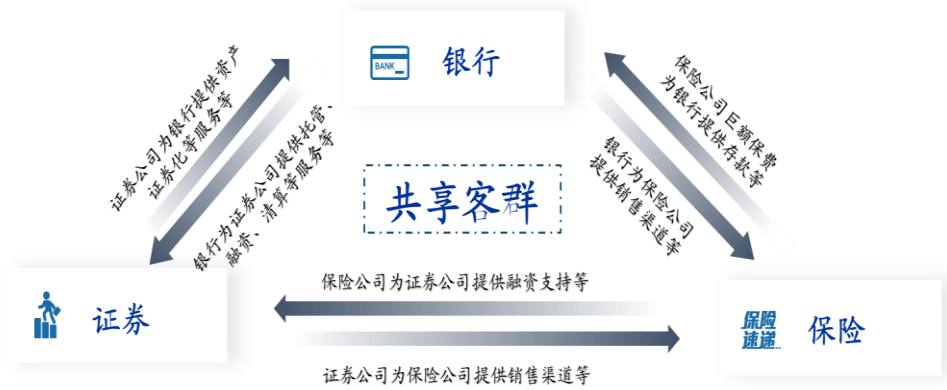 BANK
银行
证券公司为银行提供资产
证券化等服务等
银行为证券公司提供托管、
融资、清算等服务等
保险公司巨额保费
为银行提供存款等
银行为保险公司
提供销售渠道等
共享客群
保险公司为证券公司提供融资支持等
证券
保险
速递
保险
证券公司为保险公司提供销售渠道等